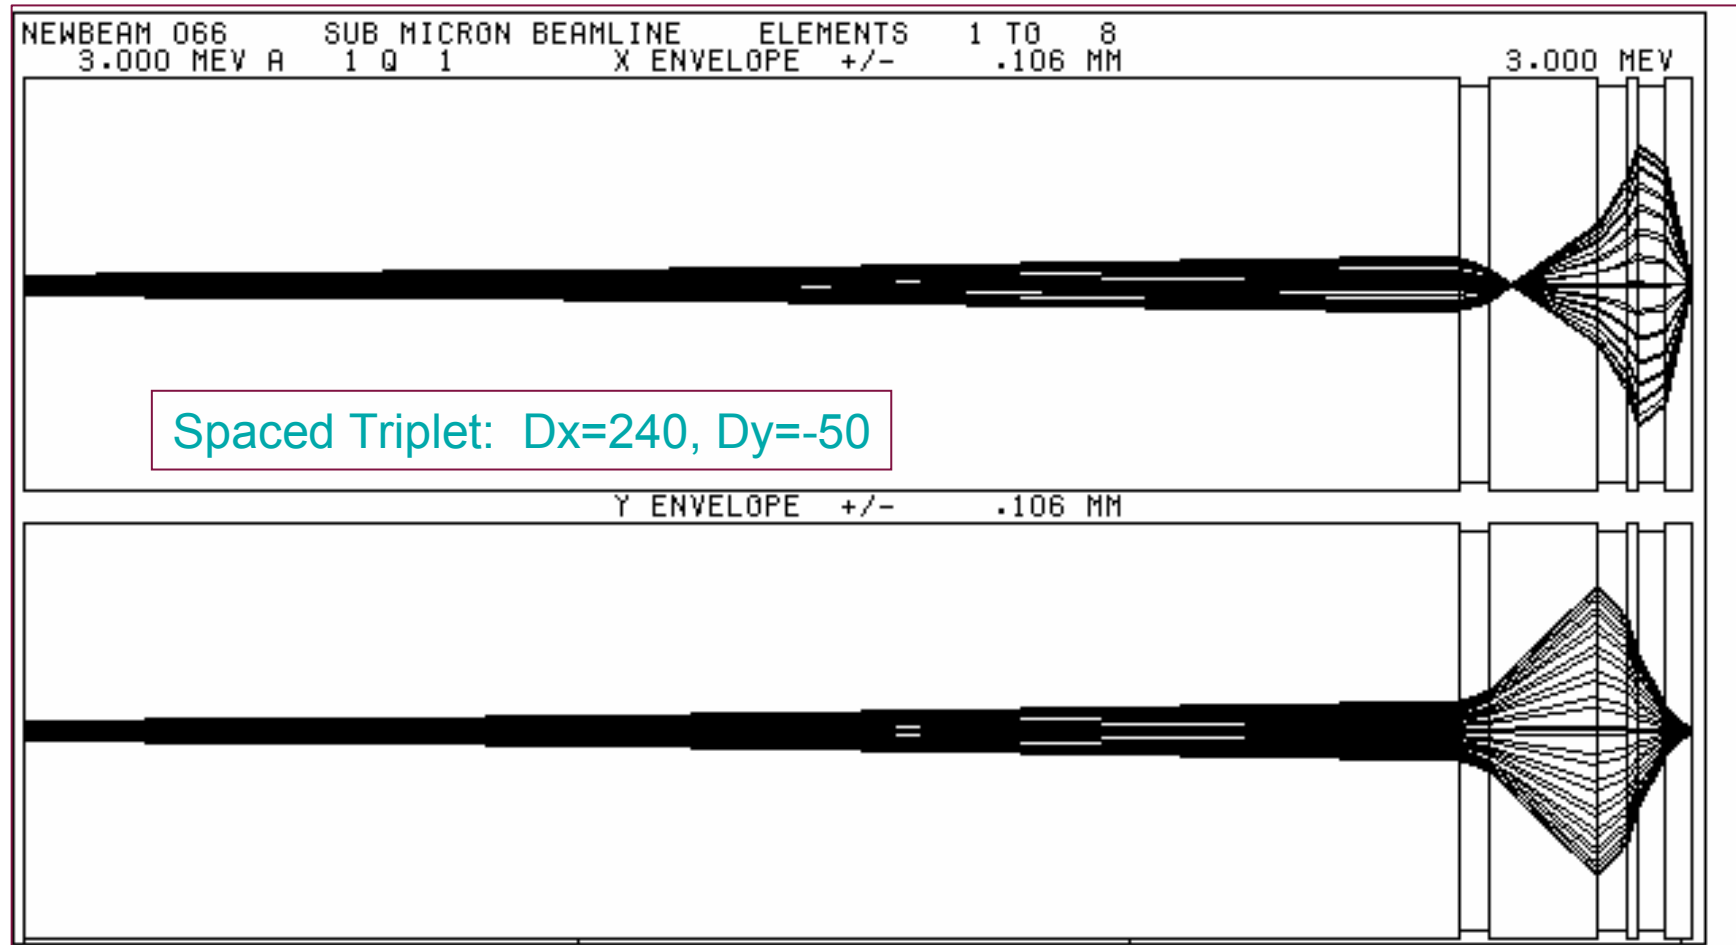 NEWBEAM 066 SUB MICRON BEAMLINE ELEMENTS 1 TO 8
3.000 MEV A 1 Q 1 X ENVELOPE +/- .106 MM 3.000 MEV
Spaced Triplet: Dx=240, Dy=-50
Y ENVELOPE +/- .106 MM